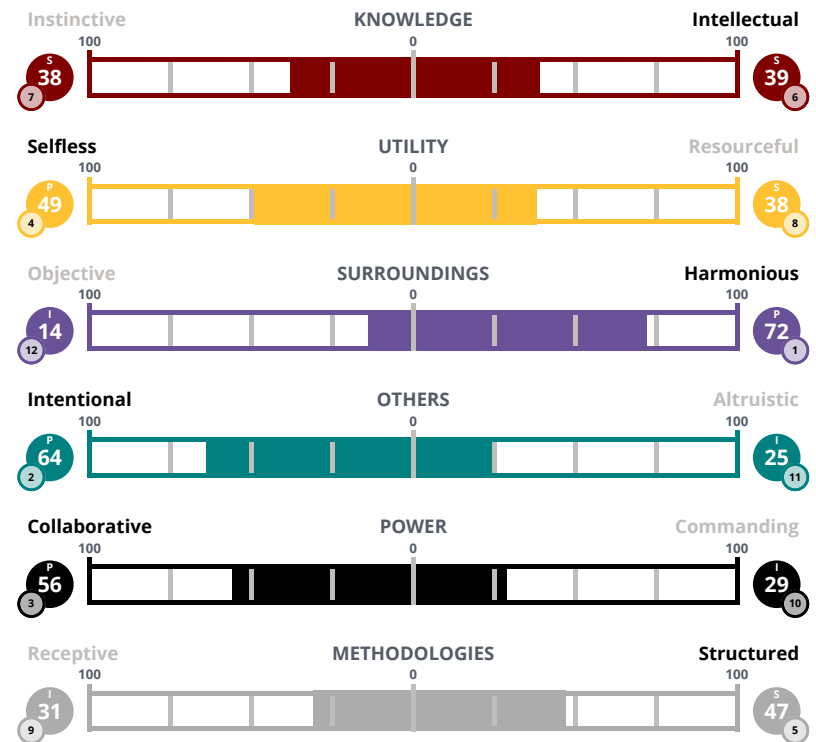 Instinctive KNOWLEDGE Intellectual
100 0 100
S 38 7 S 39 6
Selfless UTILITY Resourceful
100 0 100
P 49 4 S 38 8
Objective SURROUNDINGS Harmonious
100 0 100
I 14 12 P 72 1
Intentional OTHERS Altruistic
100 0 100
P 64 2 I 25 11
Collaborative POWER Commanding
100 0 100
P 56 3 I 29 10
Receptive METHODOLOGIES Structured
100 0 100
I 31 9 S 47 5